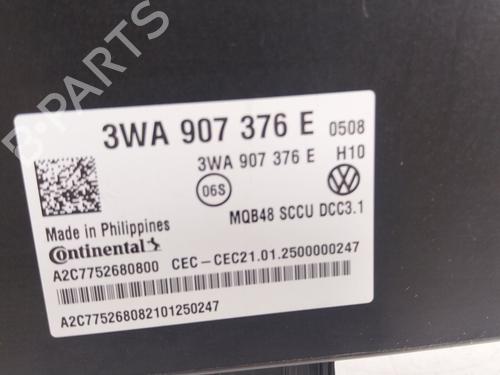 B-PARTS
3WA 907 376 E 0508
3WA 907 376 E H10
06S
MQB48 SCCU DCC3.1
Made in Philippines
Continental
A2C7752680800 CEC-CEC21.01.2500000247
A2C775268082101250247